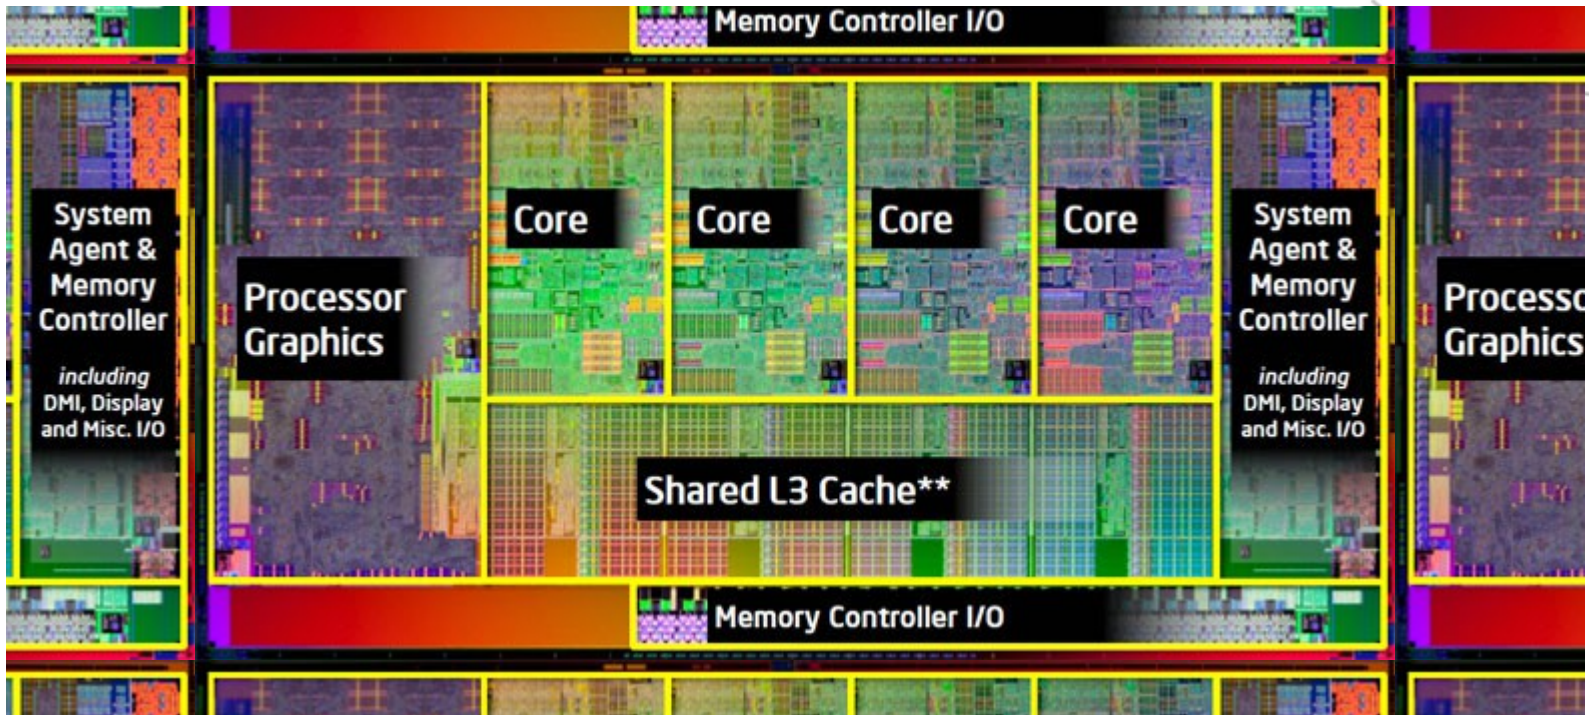 Memory Controller I/O
System
Agent &
Memory
Controller
including
DMI, Display
and Misc. I/O
Processor
Graphics
Core
Core
Core
Core
Shared L3 Cache**
System
Agent &
Memory
Controller
including
DMI, Display
and Misc. I/O
Graphics
Memory Controller I/O